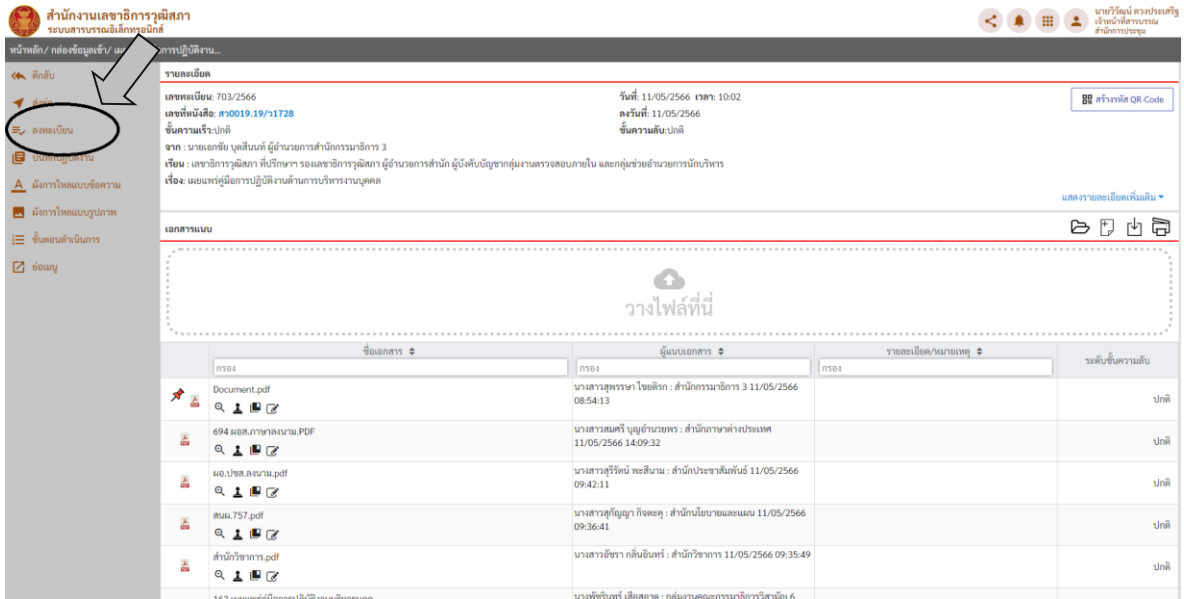 สำนักงานเลขาธิการวุฒิสภา
ระบบสารบรรณอิเล็กทรอนิกส์
นายวิวัฒน์ ดวงประเสริฐ
เจ้าหน้าที่สารบรรณ
สำนักการประชุม
หน้าหลัก/ กล่องข้อมูลเข้า/ การปฏิบัติงาน...
ตีกลับ
ลงทะเบียน
บันทึกปฏิบัติงาน
ผังการไหลแบบข้อความ
ผังการไหลแบบรูปภาพ
ขั้นตอนดำเนินการ
ย่อเมนู
รายละเอียด
เลขทะเบียน: 703/2566
วันที่: 11/05/2566 เวลา: 10:02
สร้างรหัส QR-Code
เลขที่หนังสือ: สว0019.19/ว1728
ลงวันที่: 11/05/2566
ชั้นความเร็ว:ปกติ
ชั้นความลับ:ปกติ
จาก : นายเอกชัย บุคสีนนท์ ผู้อำนวยการสำนักกรรมาธิการ 3
เรียน : เลขาธิการวุฒิสภา ที่ปรึกษาฯ รองเลขาธิการวุฒิสภา ผู้อำนวยการสำนัก ผู้บังคับบัญชากลุ่มงานตรวจสอบภายใน และกลุ่มช่วยอำนวยการนักบริหาร
เรื่อง: เผยแพร่คู่มือการปฏิบัติงานด้านการบริหารงานบุคคล
แสดงรายละเอียดเพิ่มเติม
เอกสารแนบ
วางไฟล์ที่นี่
ชื่อเอกสาร
ผู้แนบเอกสาร
รายละเอียด/หมายเหตุ
ระดับชั้นความลับ
กรอง
กรอง
กรอง
Document.pdf
นางสาวสุพรรษา ไชยดิรก : สำนักกรรมาธิการ 3 11/05/2566
08:54:13
ปกติ
694 ผอส.ภาษาลงนาม.PDF
นางสาวสมศรี บุญอำนวยพร : สำนักภาษาต่างประเทศ
11/05/2566 14:09:32
ปกติ
ผอ.ปชส.ลงนาม.pdf
นางสาวสุรีรัตน์ พะสีนาม : สำนักประชาสัมพันธ์ 11/05/2566
09:42:11
ปกติ
สนผ.757.pdf
นางสาวสุกัญญา กิจตะคุ : สำนักนโยบายและแผน 11/05/2566
09:36:41
ปกติ
สำนักวิชาการ.pdf
นางสาวอัชรา กลิ่นอินทร์ : สำนักวิชาการ 11/05/2566 09:35:49
ปกติ